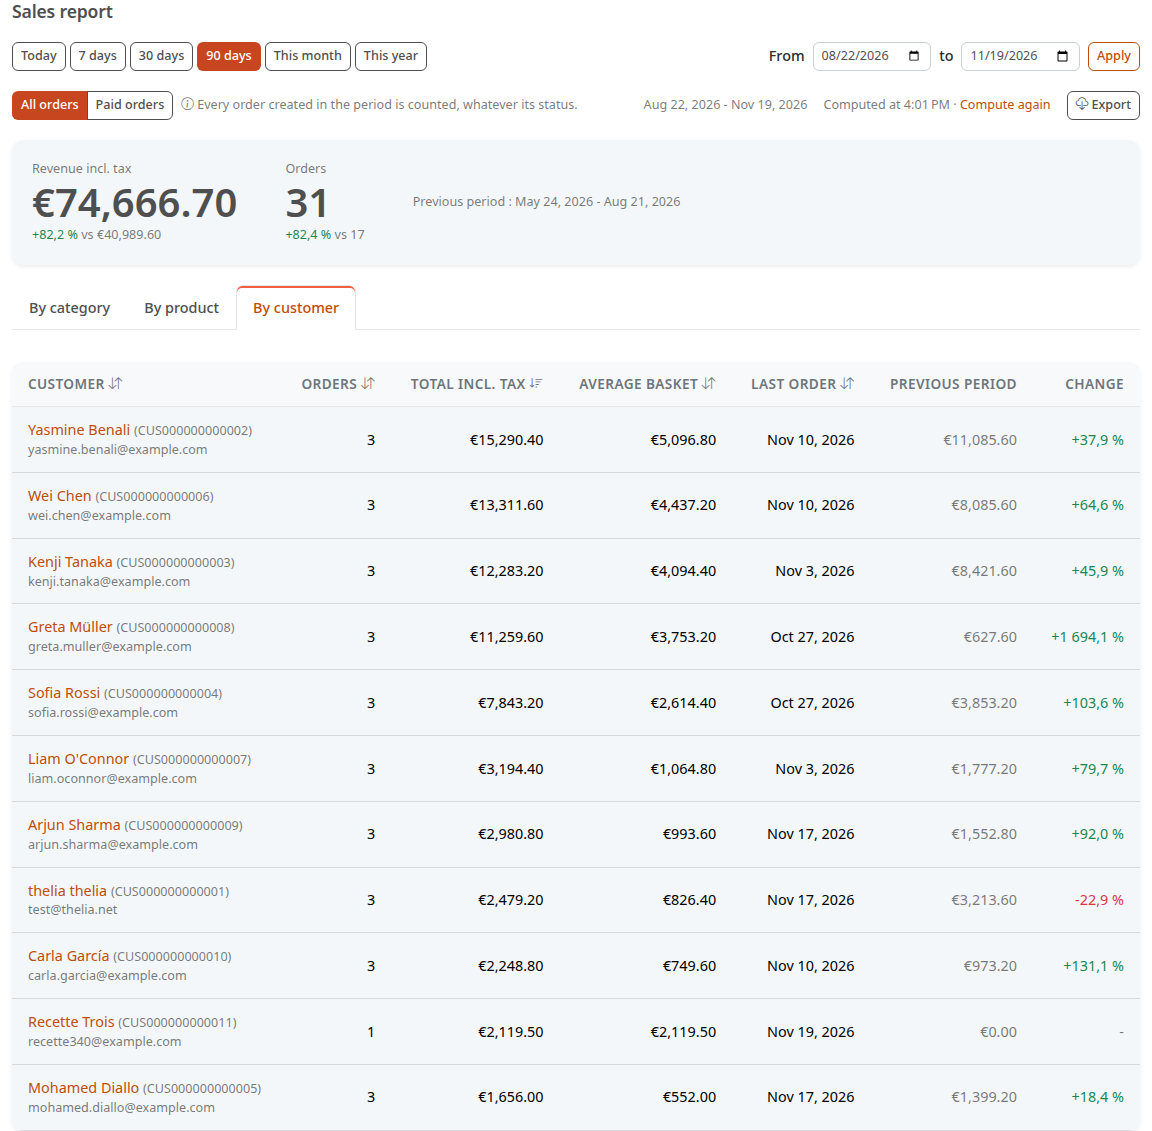 Sales report
Today 7 days 30 days 90 days This month This year From 08/22/2026 to 11/19/2026 Apply
All orders Paid orders Every order created in the period is counted, whatever its status. Aug 22, 2026 - Nov 19, 2026 Computed at 4:01 PM · Compute again Export
Revenue incl. tax Orders
€74,666.70 31 Previous period : May 24, 2026 - Aug 21, 2026
+82,2 % vs €40,989.60 +82,4 % vs 17
By category By product By customer
CUSTOMER ORDERS TOTAL INCL. TAX AVERAGE BASKET LAST ORDER PREVIOUS PERIOD CHANGE
Yasmine Benali (CUS000000000002)
yasmine.benali@example.com
3 €15,290.40 €5,096.80 Nov 10, 2026 €11,085.60 +37,9 %
Wei Chen (CUS000000000006)
wei.chen@example.com
3 €13,311.60 €4,437.20 Nov 10, 2026 €8,085.60 +64,6 %
Kenji Tanaka (CUS000000000003)
kenji.tanaka@example.com
3 €12,283.20 €4,094.40 Nov 3, 2026 €8,421.60 +45,9 %
Greta Müller (CUS000000000008)
greta.muller@example.com
3 €11,259.60 €3,753.20 Oct 27, 2026 €627.60 +1 694,1 %
Sofia Rossi (CUS000000000004)
sofia.rossi@example.com
3 €7,843.20 €2,614.40 Oct 27, 2026 €3,853.20 +103,6 %
Liam O'Connor (CUS000000000007)
liam.oconnor@example.com
3 €3,194.40 €1,064.80 Nov 3, 2026 €1,777.20 +79,7 %
Arjun Sharma (CUS000000000009)
arjun.sharma@example.com
3 €2,980.80 €993.60 Nov 17, 2026 €1,552.80 +92,0 %
thelia thelia (CUS000000000001)
test@thelia.net
3 €2,479.20 €826.40 Nov 17, 2026 €3,213.60 -22,9 %
Carla García (CUS000000000010)
carla.garcia@example.com
3 €2,248.80 €749.60 Nov 10, 2026 €973.20 +131,1 %
Recette Trois (CUS000000000011)
recette340@example.com
1 €2,119.50 €2,119.50 Nov 19, 2026 €0.00 -
Mohamed Diallo (CUS000000000005)
mohamed.diallo@example.com
3 €1,656.00 €552.00 Nov 17, 2026 €1,399.20 +18,4 %